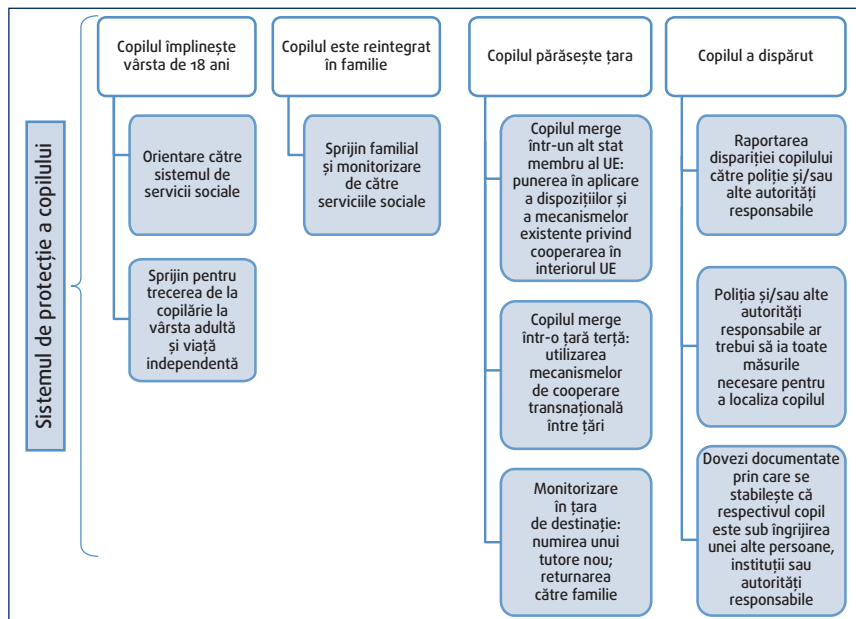 Sistemul de protecție a copilului
Copilul împlinește
vârsta de 18 ani
Orientare către
sistemul de
servicii sociale
Sprijin pentru
trecerea de la
copilărie la
vârsta adultă
și viață
independentă
Copilul este reintegrat
în familie
Sprijin familial
și monitorizare
de către
serviciile sociale
Copilul părăsește țara
Copilul merge
într-un alt stat
membru al UE:
punerea în aplicare
a dispozițiilor și
a mecanismelor
existente privind
cooperarea în
interiorul UE
Copilul merge
într-o țară terță:
utilizarea
mecanismelor
de cooperare
transnațională
între țări
Monitorizare
în țara
de destinație:
numirea unui
tutore nou;
returnarea
către familie
Copilul a dispărut
Raportarea
dispariției copilului
către poliție și/sau
alte autorități
responsabile
Poliția și/sau alte
autorități
responsabile ar
trebui să ia toate
măsurile
necesare pentru
a localiza copilul
Dovezi documentate
prin care se
stabilește că
respectivul copil
este sub îngrijirea
unei alte persoane,
instituții sau
autorități
responsabile